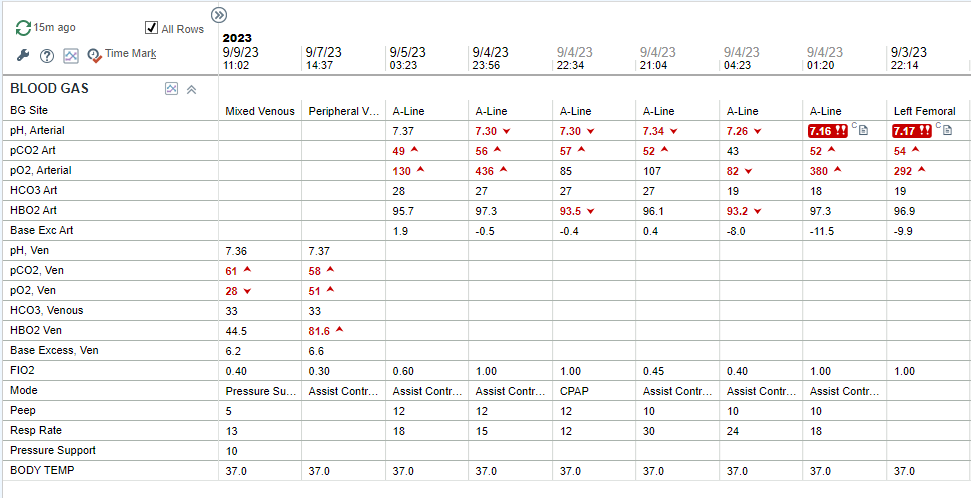 15m ago All Rows
Time Mark
2023
9/9/23 9/7/23 9/5/23 9/4/23 9/4/23 9/4/23 9/4/23 9/4/23 9/3/23
11:02 14:37 03:23 23:56 22:34 21:04 04:23 01:20 22:14
BLOOD GAS
BG Site Mixed Venous Peripheral V... A-Line A-Line A-Line A-Line A-Line A-Line Left Femoral
pH, Arterial 7.37 7.30 7.30 7.34 7.26 7.16 !! C 7.17 !! C
pCO2 Art 49 56 57 52 43 52 54
pO2, Arterial 130 436 85 107 82 380 292
HCO3 Art 28 27 27 27 19 18 19
HBO2 Art 95.7 97.3 93.5 96.1 93.2 97.3 96.9
Base Exc Art 1.9 -0.5 -0.4 0.4 -8.0 -11.5 -9.9
pH, Ven 7.36 7.37
pCO2, Ven 61 58
pO2, Ven 28 51
HCO3, Venous 33 33
HBO2 Ven 44.5 81.6
Base Excess, Ven 6.2 6.6
FIO2 0.40 0.30 0.60 1.00 1.00 0.45 0.40 1.00 1.00
Mode Pressure Su... Assist Contr... Assist Contr... Assist Contr... CPAP Assist Contr... Assist Contr... Assist Contr...
Peep 5 12 12 12 10 10 10
Resp Rate 13 18 15 12 30 24 18
Pressure Support 10
BODY TEMP 37.0 37.0 37.0 37.0 37.0 37.0 37.0 37.0 37.0